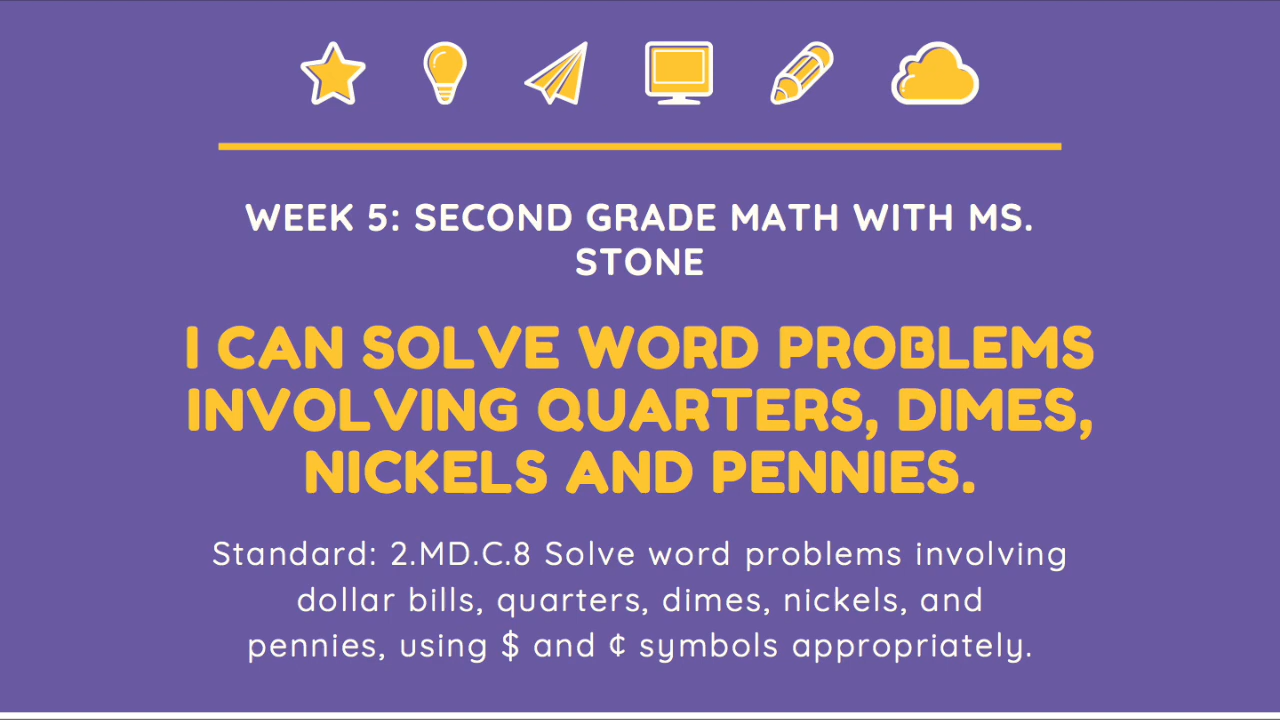 WEEK 5: SECOND GRADE MATH WITH MS.
STONE
I CAN SOLVE WORD PROBLEMS
INVOLVING QUARTERS, DIMES,
NICKELS AND PENNIES.
Standard: 2.MD.C.8 Solve word problems involving
dollar bills, quarters, dimes, nickels, and
pennies, using $ and ¢ symbols appropriately.